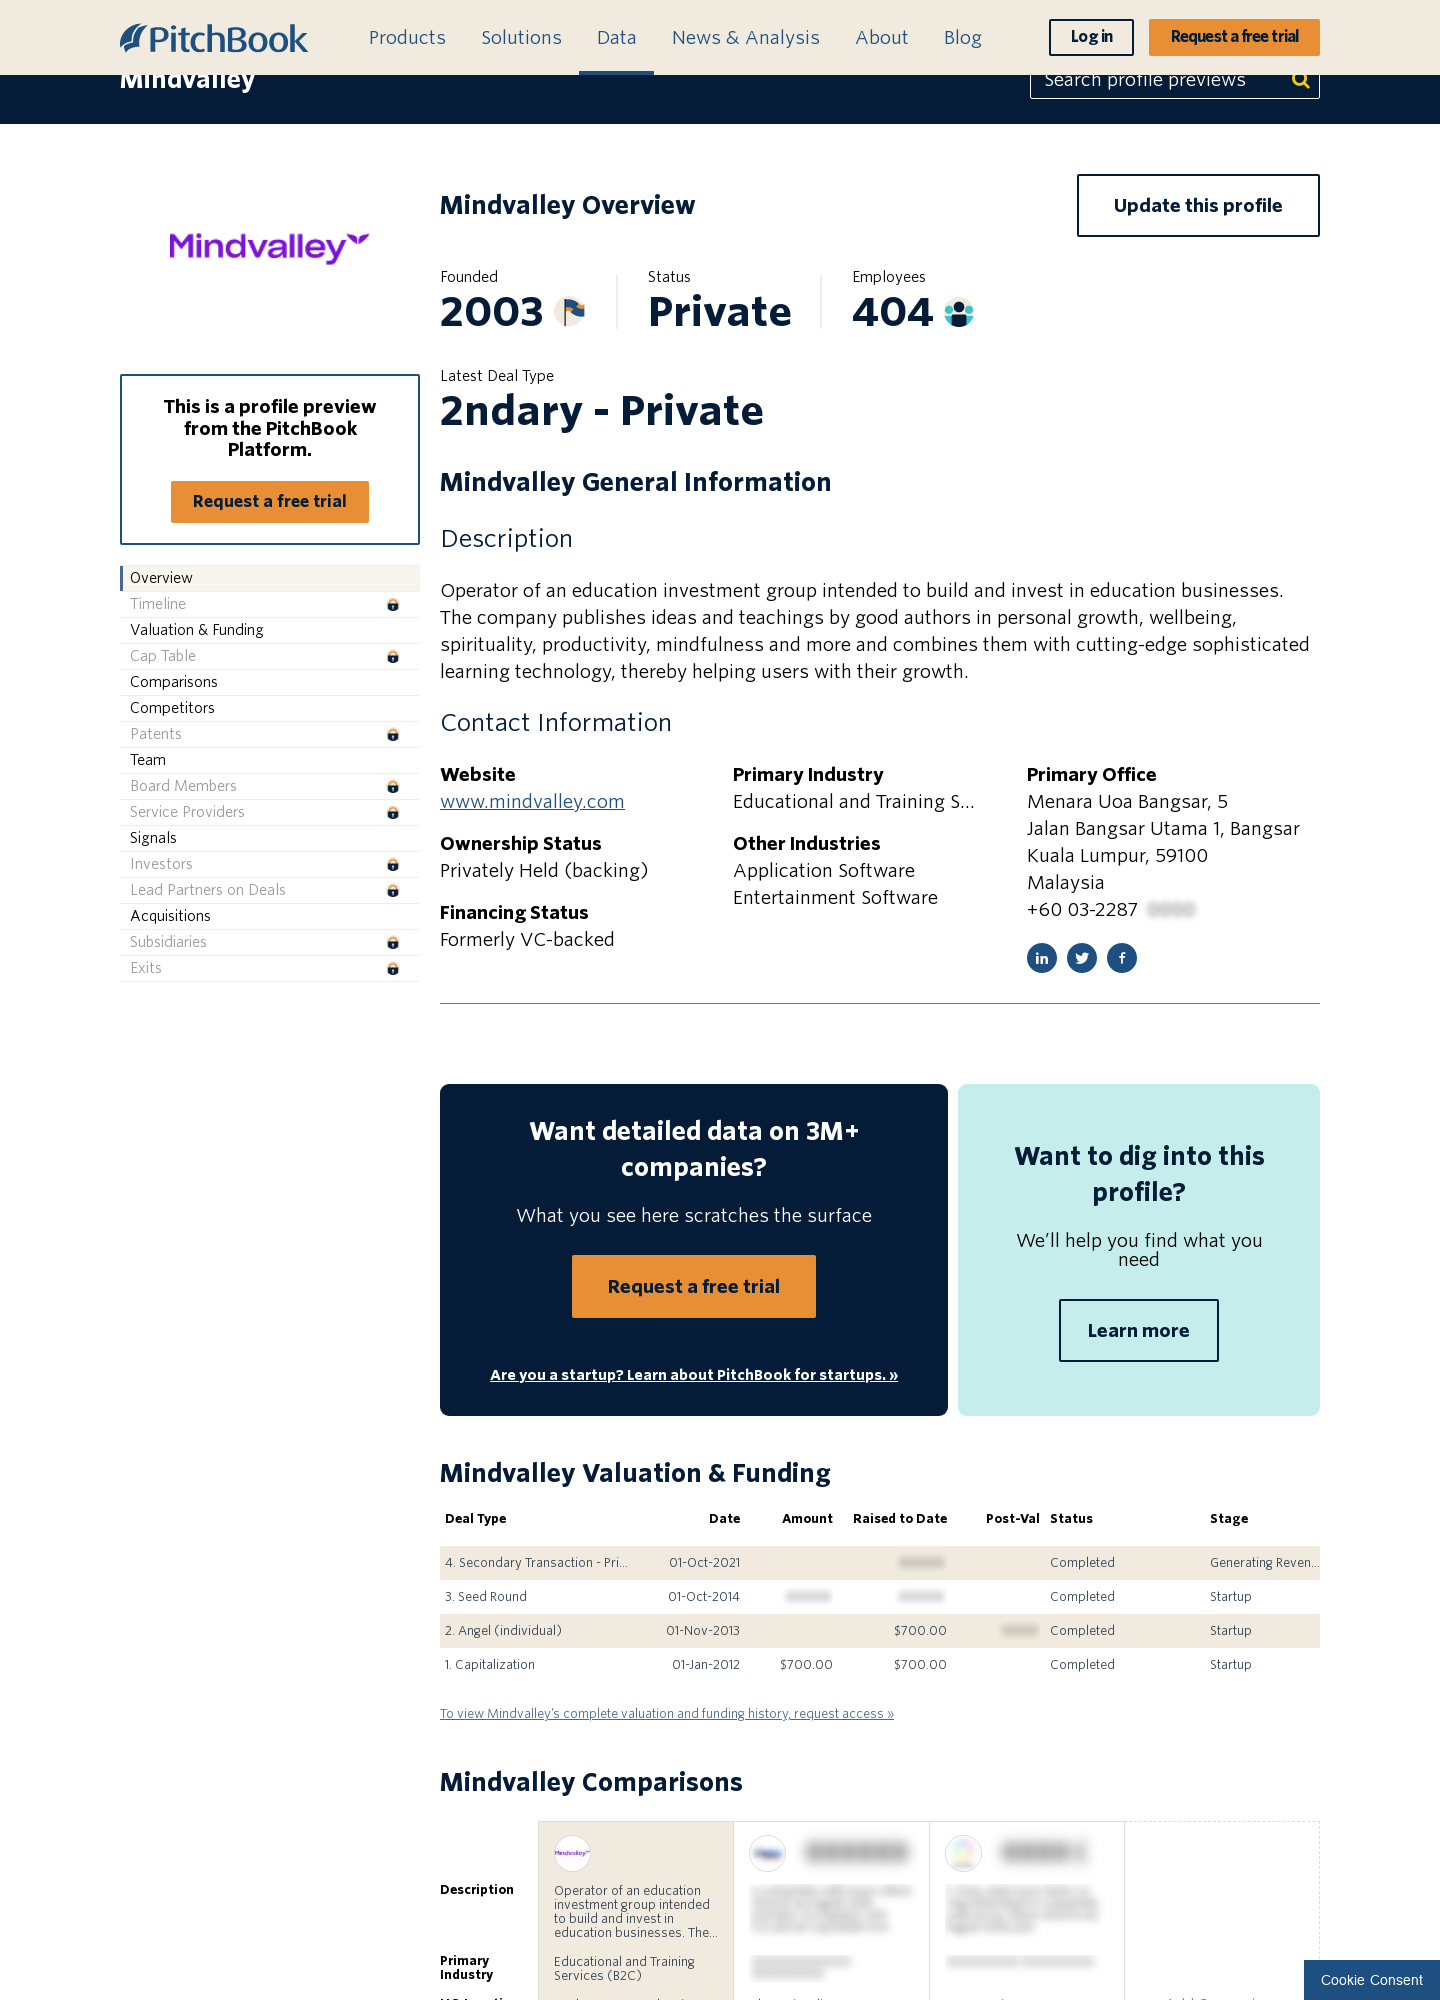 PitchBook
Products
Solutions
Data
News & Analysis
About
Blog
Log in
Request a free trial
Mindvalley
Search profile previews
Mindvalley
Mindvalley Overview
Update this profile
Founded
2003
Status
Private
Employees
404
Latest Deal Type
2ndary - Private
This is a profile preview
from the PitchBook
Platform.
Request a free trial
Overview
Timeline
Valuation & Funding
Cap Table
Comparisons
Competitors
Patents
Team
Board Members
Service Providers
Signals
Investors
Lead Partners on Deals
Acquisitions
Subsidiaries
Exits
Mindvalley General Information
Description
Operator of an education investment group intended to build and invest in education businesses.
The company publishes ideas and teachings by good authors in personal growth, wellbeing,
spirituality, productivity, mindfulness and more and combines them with cutting-edge sophisticated
learning technology, thereby helping users with their growth.
Contact Information
Website
www.mindvalley.com
Ownership Status
Privately Held (backing)
Financing Status
Formerly VC-backed
Primary Industry
Educational and Training S...
Other Industries
Application Software
Entertainment Software
Primary Office
Menara Uoa Bangsar, 5
Jalan Bangsar Utama 1, Bangsar
Kuala Lumpur, 59100
Malaysia
+60 03-2287
Want detailed data on 3M+
companies?
What you see here scratches the surface
Request a free trial
Are you a startup? Learn about PitchBook for startups. »
Want to dig into this
profile?
We’ll help you find what you
need
Learn more
Mindvalley Valuation & Funding
Deal Type Date Amount Raised to Date Post-Val Status Stage
4. Secondary Transaction - Pri... 01-Oct-2021 Completed Generating Reven...
3. Seed Round 01-Oct-2014 Completed Startup
2. Angel (individual) 01-Nov-2013 $700.00 Completed Startup
1. Capitalization 01-Jan-2012 $700.00 $700.00 Completed Startup
To view Mindvalley’s complete valuation and funding history, request access »
Mindvalley Comparisons
Mindvalley
Description
Operator of an education
investment group intended
to build and invest in
education businesses. The...
Primary
Industry
Educational and Training
Services (B2C)
Cookie Consent